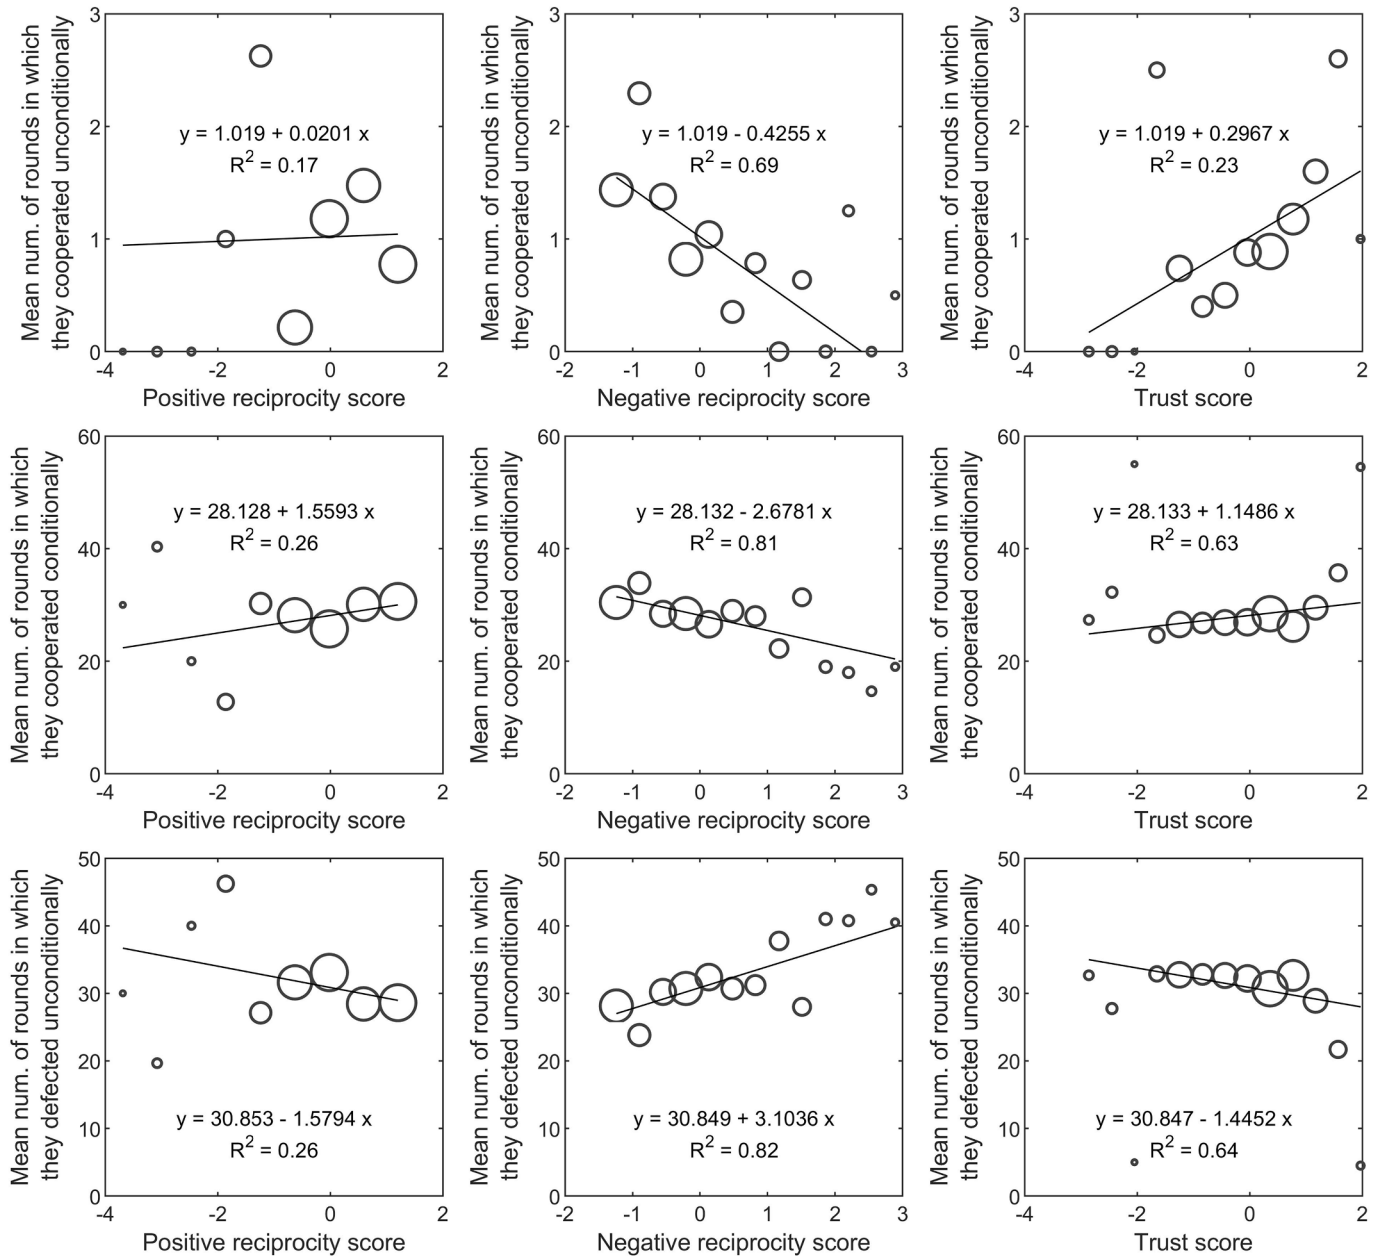 Mean num. of rounds in which
they cooperated unconditionally
3
2
1
0
y = 1.019 + 0.0201 x
R² = 0.17
-4 -2 0 2
Positive reciprocity score
Mean num. of rounds in which
they cooperated unconditionally
3
2
1
0
y = 1.019 - 0.4255 x
R² = 0.69
-2 -1 0 1 2 3
Negative reciprocity score
Mean num. of rounds in which
they cooperated unconditionally
3
2
1
0
y = 1.019 + 0.2967 x
R² = 0.23
-4 -2 0 2
Trust score
Mean num. of rounds in which
they cooperated conditionally
60
40
20
0
y = 28.128 + 1.5593 x
R² = 0.26
-4 -2 0 2
Positive reciprocity score
Mean num. of rounds in which
they cooperated conditionally
60
40
20
0
y = 28.132 - 2.6781 x
R² = 0.81
-2 -1 0 1 2 3
Negative reciprocity score
Mean num. of rounds in which
they cooperated conditionally
60
40
20
0
y = 28.133 + 1.1486 x
R² = 0.63
-4 -2 0 2
Trust score
Mean num. of rounds in which
they defected unconditionally
50
40
30
20
10
0
y = 30.853 - 1.5794 x
R² = 0.26
-4 -2 0 2
Positive reciprocity score
Mean num. of rounds in which
they defected unconditionally
50
40
30
20
10
0
y = 30.849 + 3.1036 x
R² = 0.82
-2 -1 0 1 2 3
Negative reciprocity score
Mean num. of rounds in which
they defected unconditionally
50
40
30
20
10
0
y = 30.847 - 1.4452 x
R² = 0.64
-4 -2 0 2
Trust score